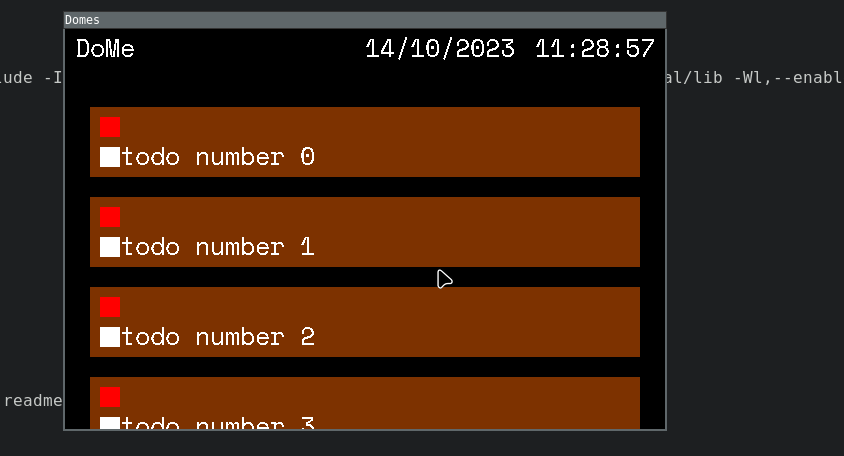 Domes
DoMe 14/10/2023 11:28:57
ude -I al/lib -Wl,--enabl
todo number 0
todo number 1
todo number 2
readme
todo number 3